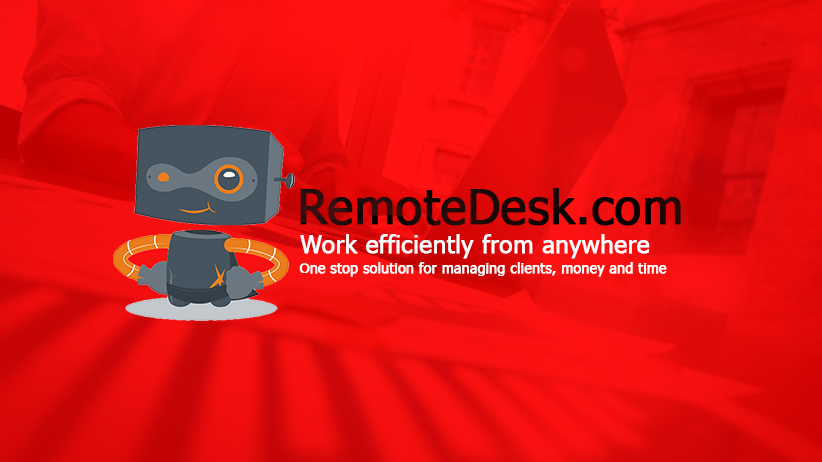 RemoteDesk.com
Work efficiently from anywhere
One stop solution for managing clients, money and time